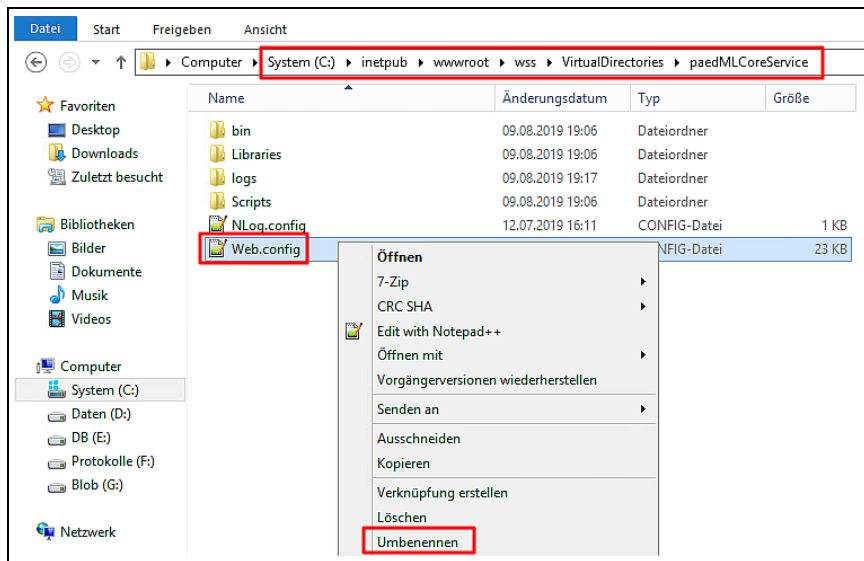 Datei Start Freigeben Ansicht
Computer System (C:) inetpub wwwroot wss VirtualDirectories paedMLCoreService
Favoriten
Desktop
Downloads
Zuletzt besucht
Bibliotheken
Bilder
Dokumente
Musik
Videos
Computer
System (C:)
Daten (D:)
DB (E:)
Protokolle (F:)
Blob (G:)
Netzwerk
Name Änderungsdatum Typ Größe
bin 09.08.2019 19:06 Dateiordner
Libraries 09.08.2019 19:06 Dateiordner
logs 09.08.2019 19:17 Dateiordner
Scripts 09.08.2019 19:06 Dateiordner
NLog.config 12.07.2019 16:11 CONFIG-Datei 1 KB
Web.config NFIG-Datei 23 KB
Öffnen
7-Zip
CRC SHA
Edit with Notepad++
Öffnen mit
Vorgängerversionen wiederherstellen
Senden an
Ausschneiden
Kopieren
Verknüpfung erstellen
Löschen
Umbenennen